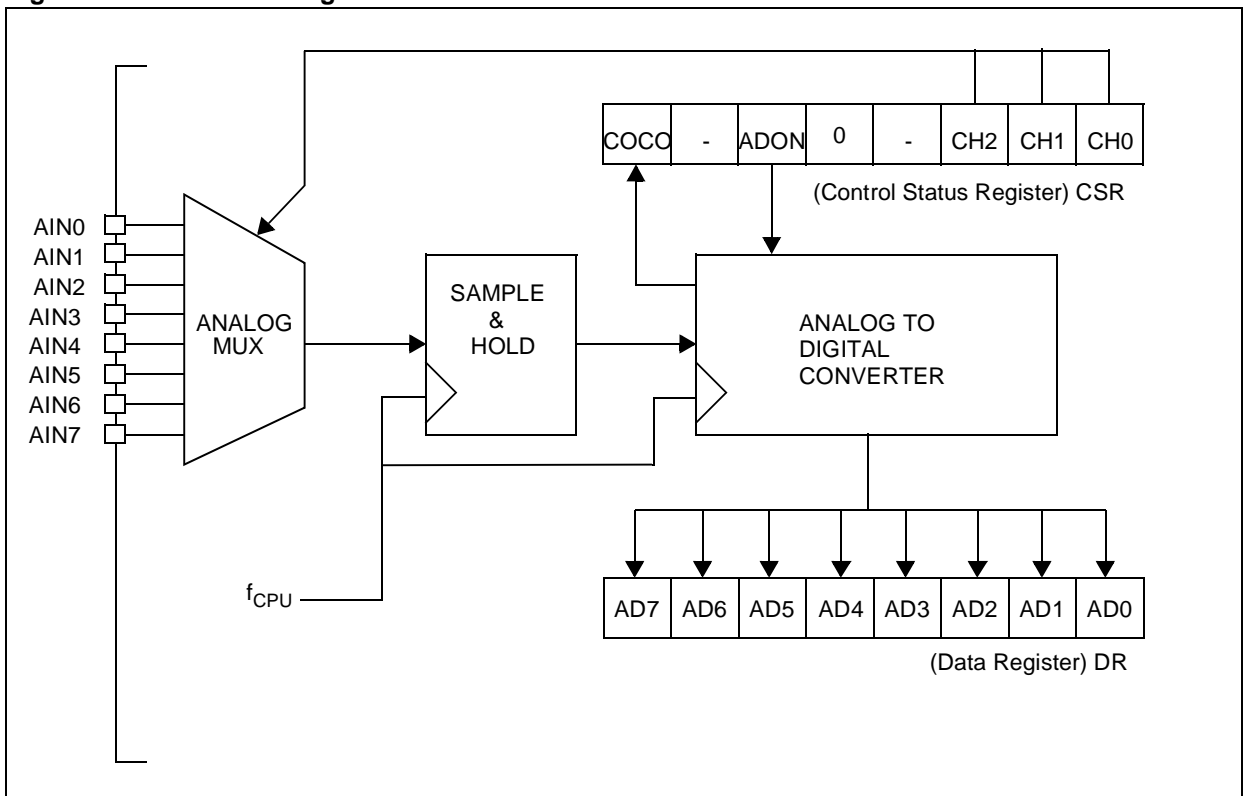 COCO - ADON 0 - CH2 CH1 CH0
(Control Status Register) CSR
AIN0
AIN1
AIN2
AIN3
AIN4
AIN5
AIN6
AIN7
ANALOG
MUX
SAMPLE
&
HOLD
ANALOG TO
DIGITAL
CONVERTER
fCPU
AD7 AD6 AD5 AD4 AD3 AD2 AD1 AD0
(Data Register) DR